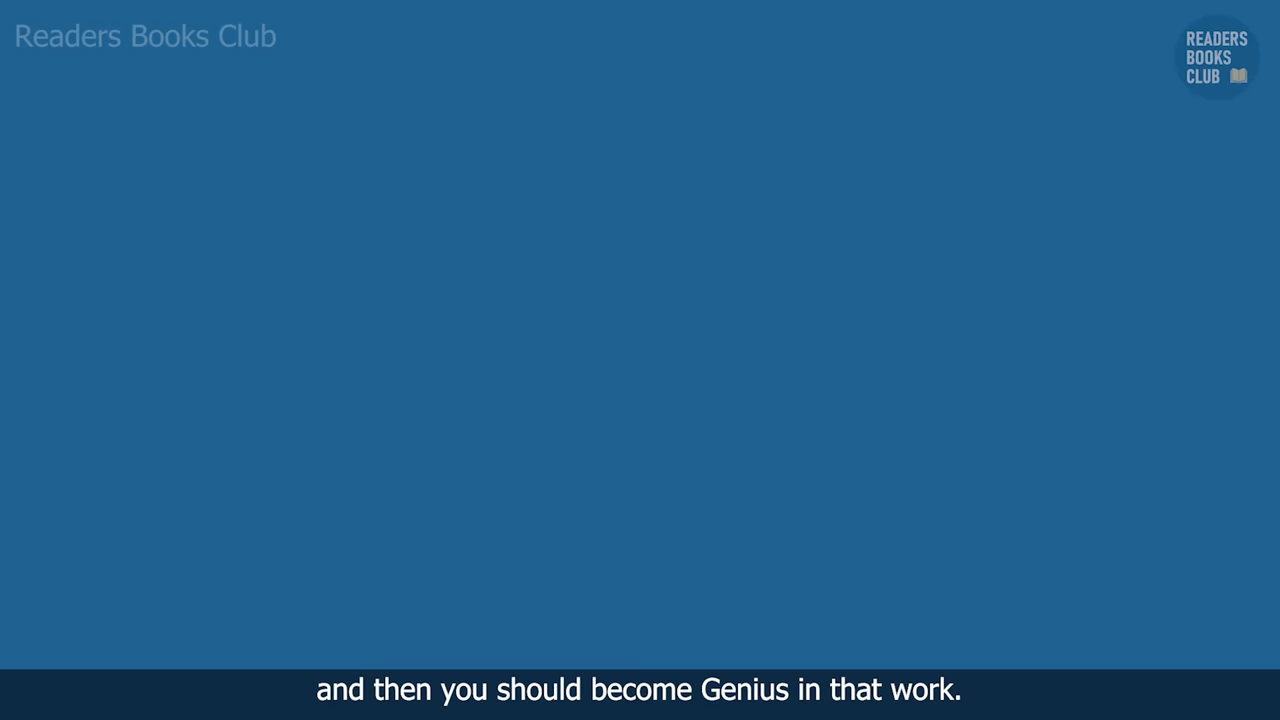 Readers Books Club
READERS
BOOKS
CLUB
and then you should become Genius in that work.